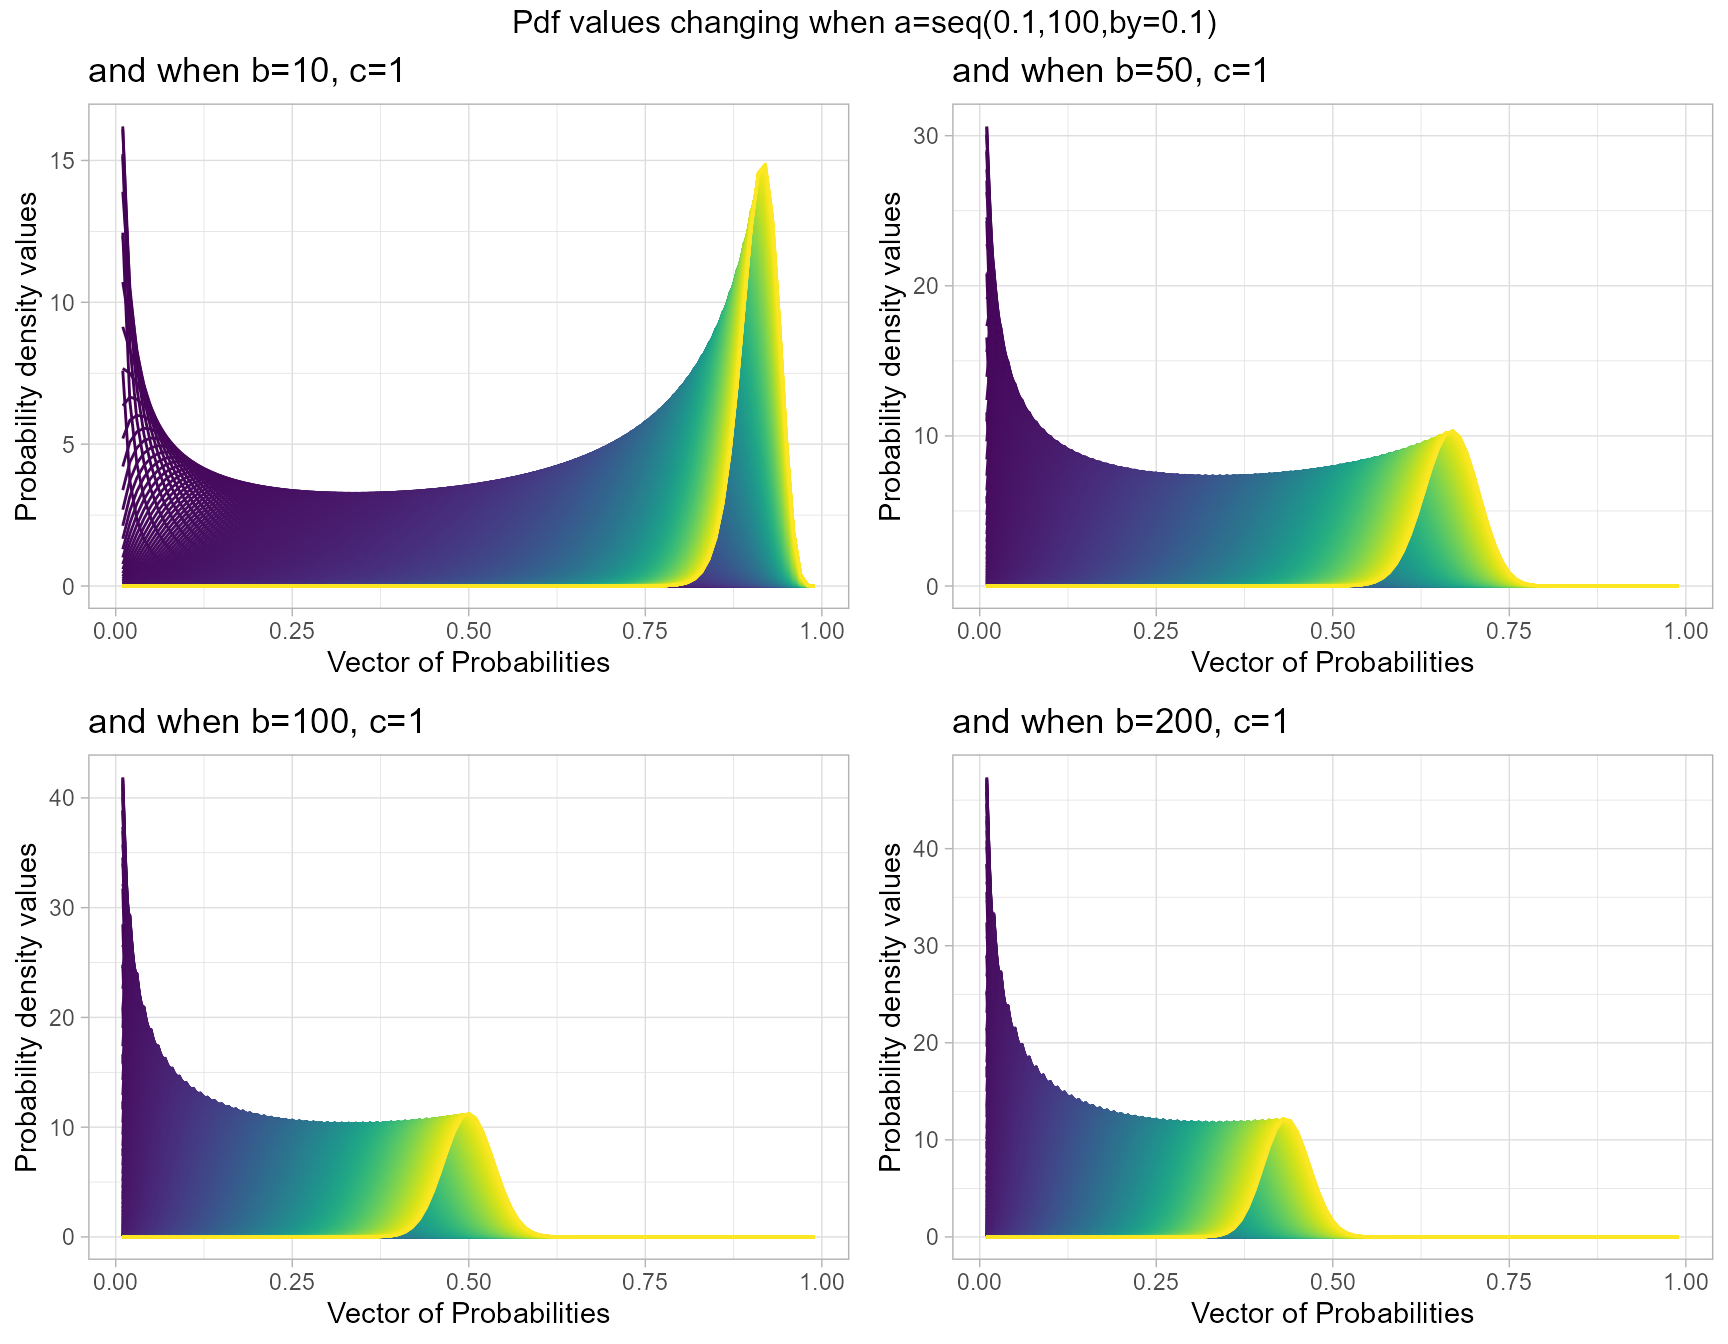 Pdf values changing when a=seq(0.1,100,by=0.1)
and when b=10, c=1
Probability density values
15
10
5
0
0.00 0.25 0.50 0.75 1.00
Vector of Probabilities
and when b=50, c=1
Probability density values
30
20
10
0
0.00 0.25 0.50 0.75 1.00
Vector of Probabilities
and when b=100, c=1
Probability density values
40
30
20
10
0
0.00 0.25 0.50 0.75 1.00
Vector of Probabilities
and when b=200, c=1
Probability density values
40
30
20
10
0
0.00 0.25 0.50 0.75 1.00
Vector of Probabilities